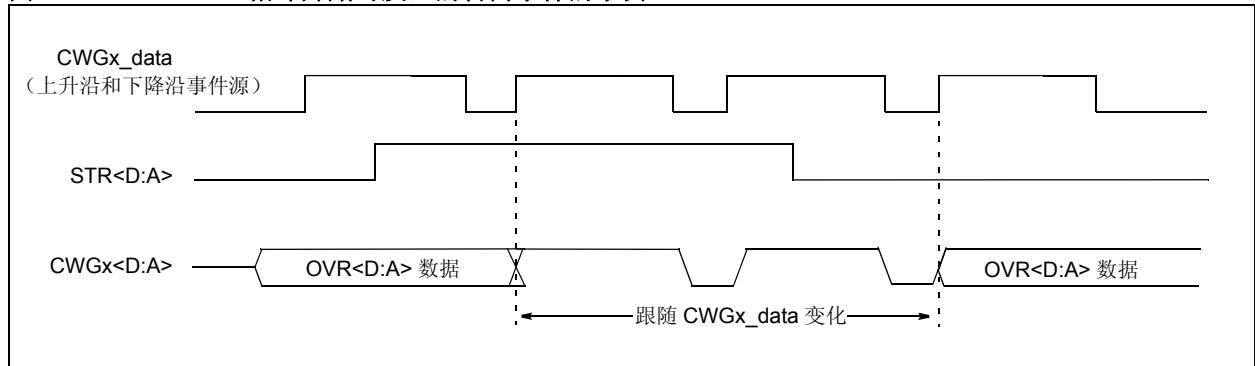 CWGx_data
（上升沿和下降沿事件源）
STR<D:A>
CWGx<D:A>
OVR<D:A> 数据
OVR<D:A> 数据
跟随 CWGx_data 变化